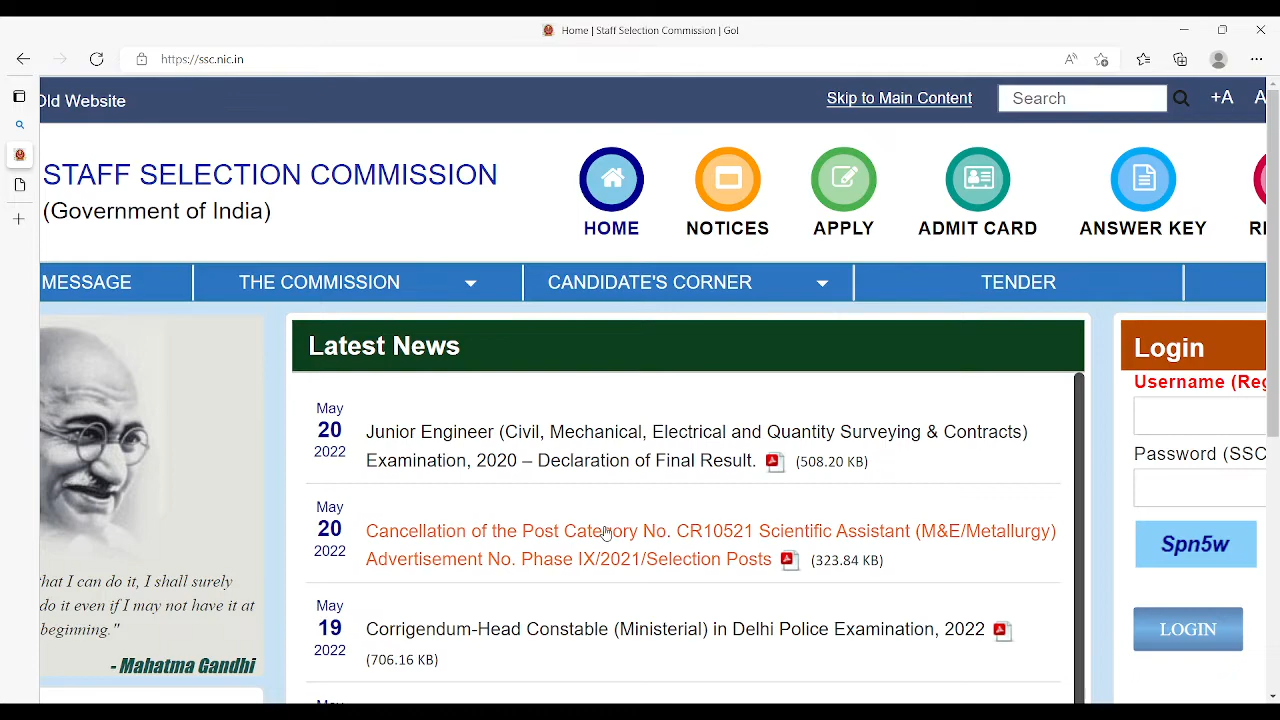 Home | Staff Selection Commission | GoI
https://ssc.nic.in
Old Website
Skip to Main Content
Search
+A
A
STAFF SELECTION COMMISSION
(Government of India)
HOME
NOTICES
APPLY
ADMIT CARD
ANSWER KEY
MESSAGE
THE COMMISSION
CANDIDATE'S CORNER
TENDER
hat I can do it, I shall surely
do it even if I may not have it at
beginning."
- Mahatma Gandhi
Latest News
May
20
2022
Junior Engineer (Civil, Mechanical, Electrical and Quantity Surveying & Contracts)
Examination, 2020 – Declaration of Final Result. (508.20 KB)
May
20
2022
Cancellation of the Post Category No. CR10521 Scientific Assistant (M&E/Metallurgy)
Advertisement No. Phase IX/2021/Selection Posts (323.84 KB)
May
19
2022
Corrigendum-Head Constable (Ministerial) in Delhi Police Examination, 2022
(706.16 KB)
Login
Username (Reg
Password (SSC
Spn5w
LOGIN